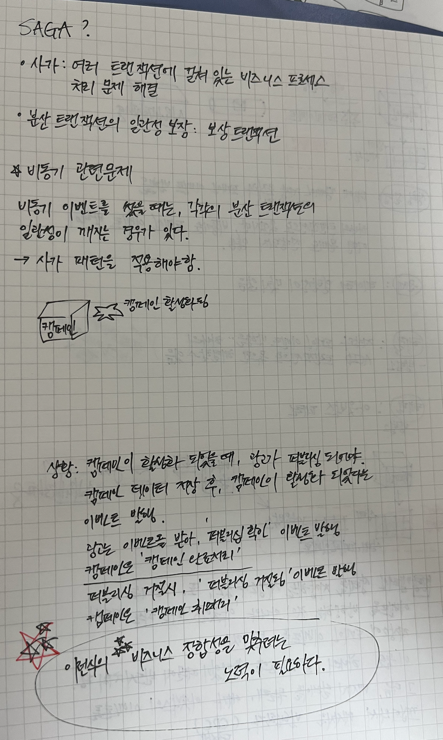 SAGA ?
• 사가 : 여러 트랜잭션에 걸쳐 있는 비즈니스 프로세스
처리 문제 해결
• 분산 트랜잭션의 일관성 보장 : 보상 트랜잭션
비동기 관련문제
비동기 이벤트를 썼을 때는, 각각의 분산 트랜잭션의
일관성이 깨지는 경우가 있다.
→ 사가 패턴을 적용해야함.
캠페인 캠페인 활성화됨
상황 : 캠페인이 활성화 되었을 때, 광고가 퍼블리싱 되어야.
캠페인 데이터 저장 후, 캠페인이 활성화 되었다는
이벤트 발행.
광고는 이벤트를 받아, '퍼블리싱 확인' 이벤트 발행
캠페인은 '캠페인 완료처리'
퍼블리싱 거절시, '퍼블리싱 거절됨' 이벤트 발행
캠페인은 '캠페인 취소처리'
이런식의 비즈니스 정합성을 맞추려는
노력이 필요하다.